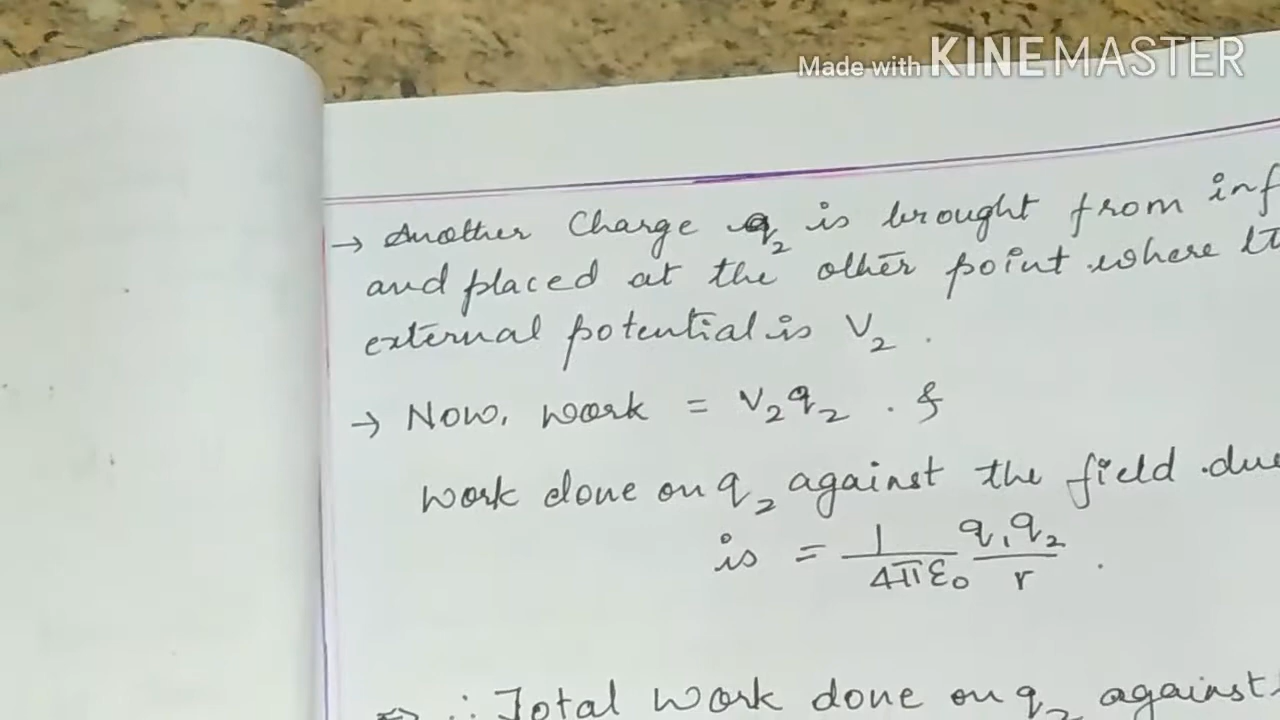 Made with KINEMASTER
→ Another Charge q₂ is brought from inf
and placed at the other point where
external potential is V₂.
→ Now, work = V₂q₂. &
work done on q₂ against the field due
is = 1/4πε₀ q₁q₂/r.
⇒ ∴ Total work done on q₂ against